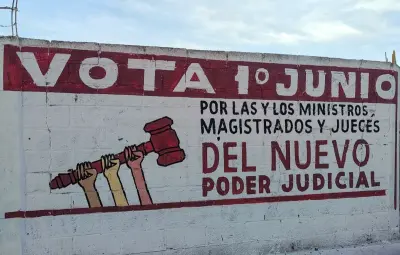 VOTA 1º JUNIO
POR LAS Y LOS MINISTROS
MAGISTRADOS Y JUECES
DEL NUEVO
PODER JUDICIAL